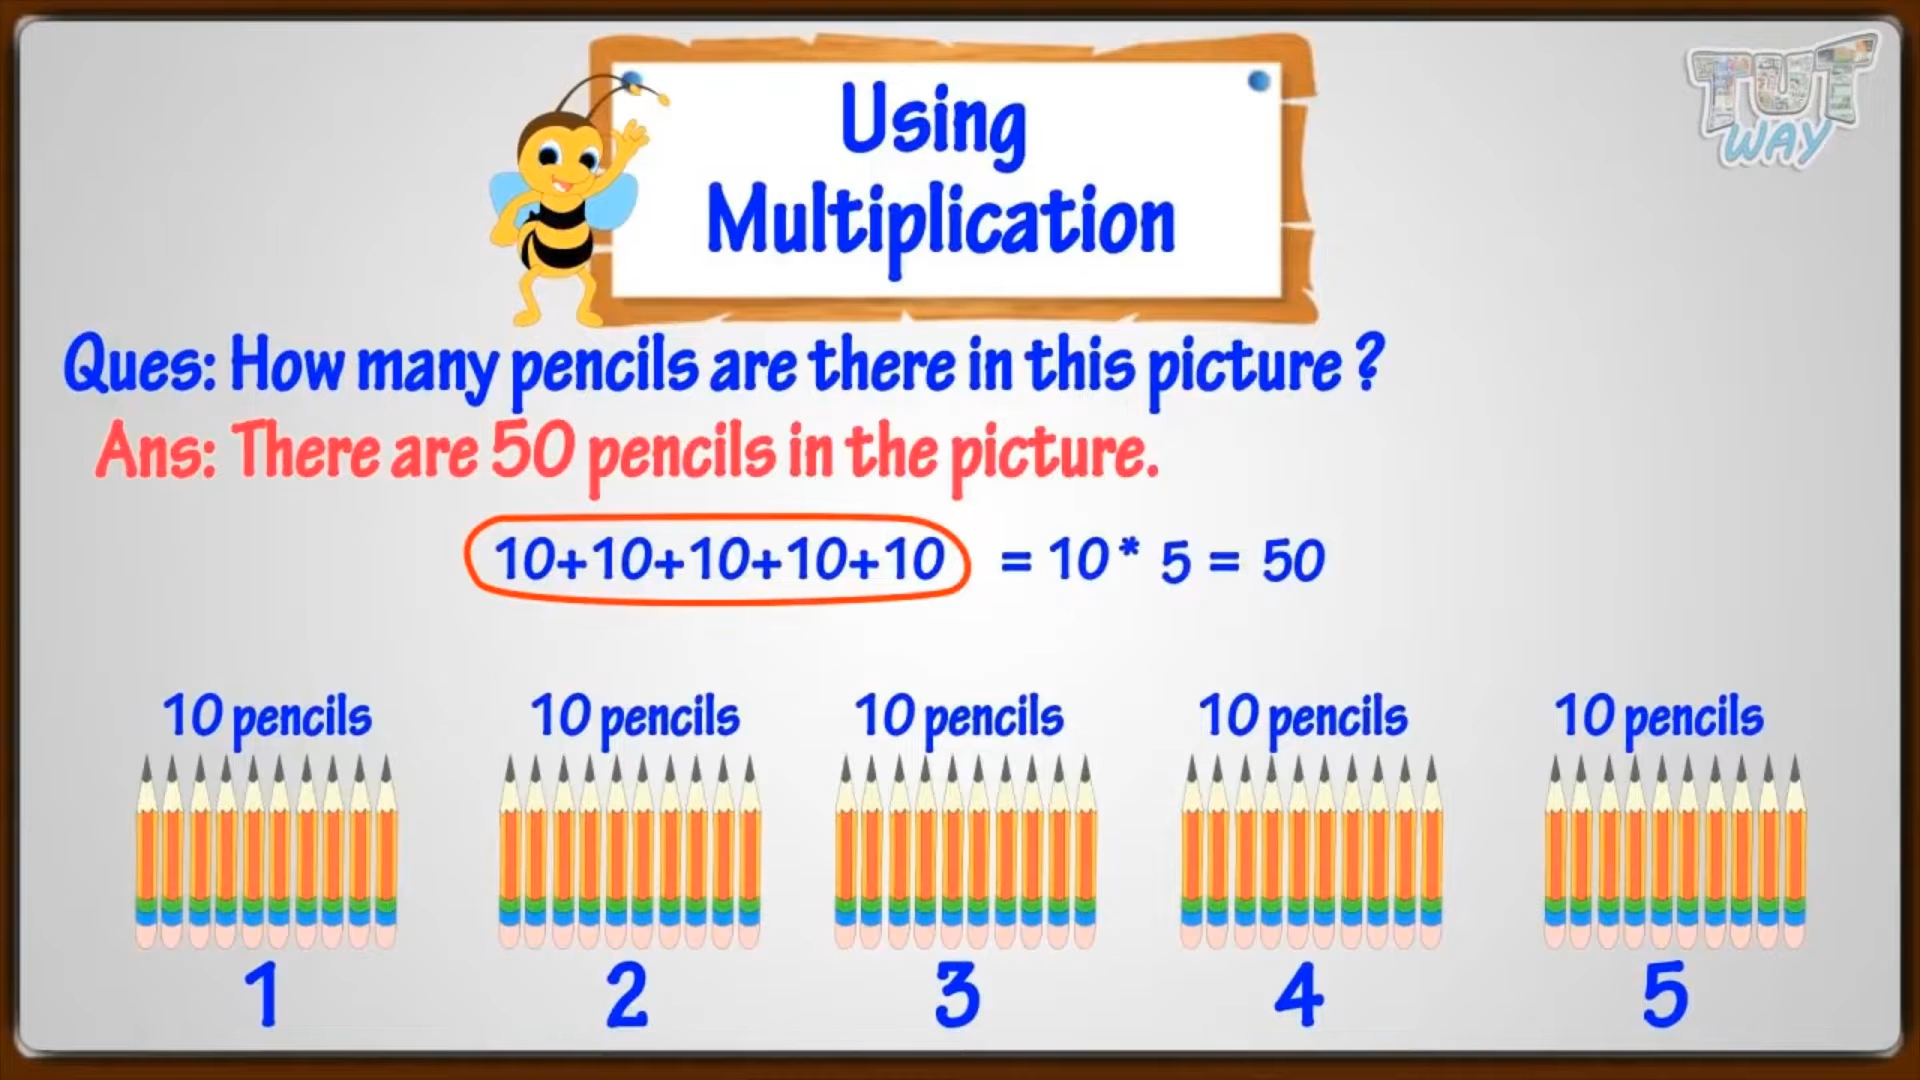 TUT
WAY
Using
Multiplication
Ques: How many pencils are there in this picture ?
Ans: There are 50 pencils in the picture.
10+10+10+10+10 = 10* 5 = 50
10 pencils 10 pencils 10 pencils 10 pencils 10 pencils
1 2 3 4 5